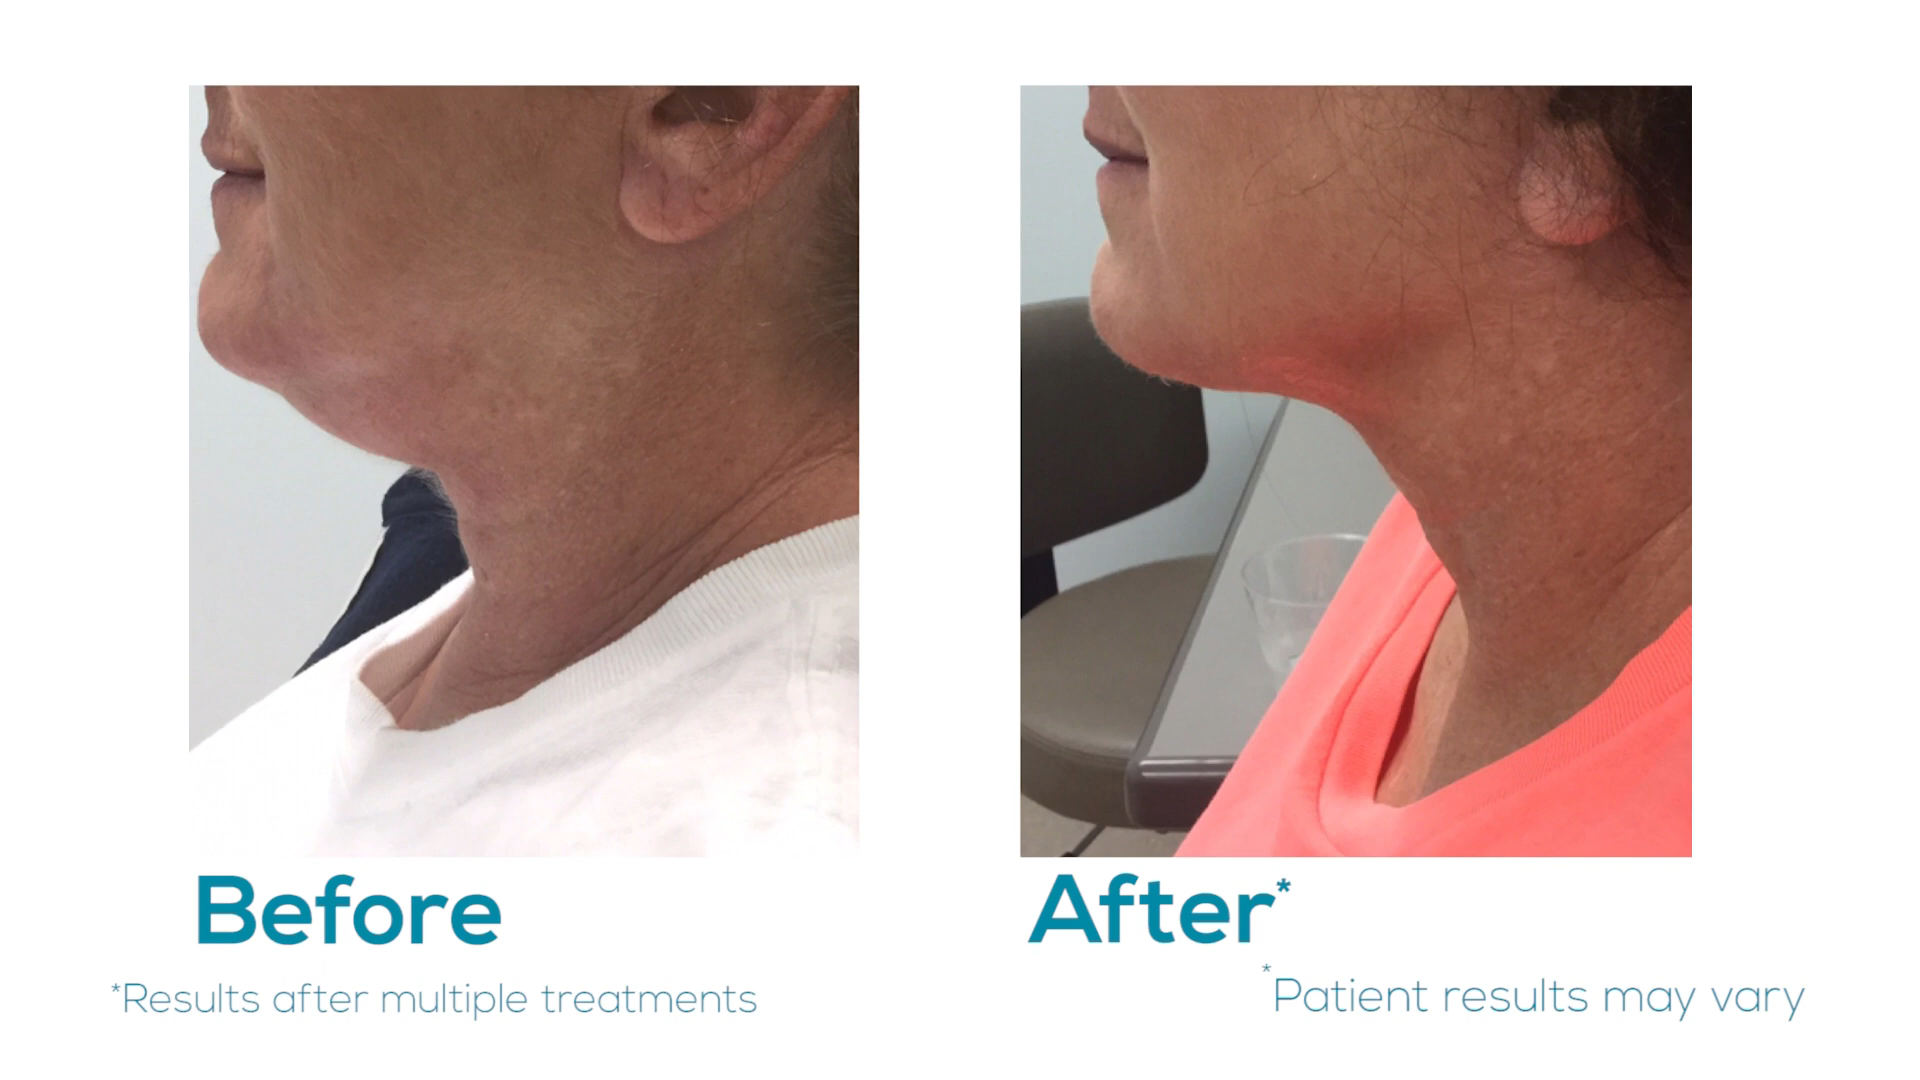 Before
After*
*Results after multiple treatments
*Patient results may vary